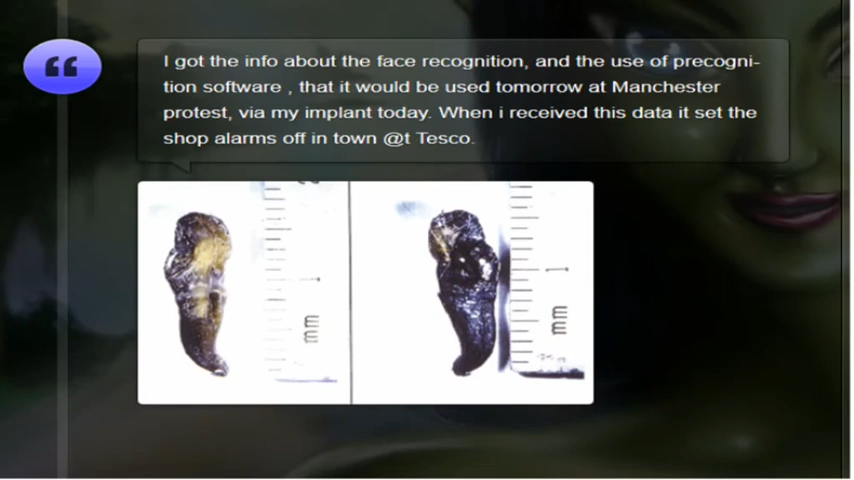 I got the info about the face recognition, and the use of precogni-
tion software , that it would be used tomorrow at Manchester
protest, via my implant today. When i received this data it set the
shop alarms off in town @t Tesco.
1
mm
1
mm